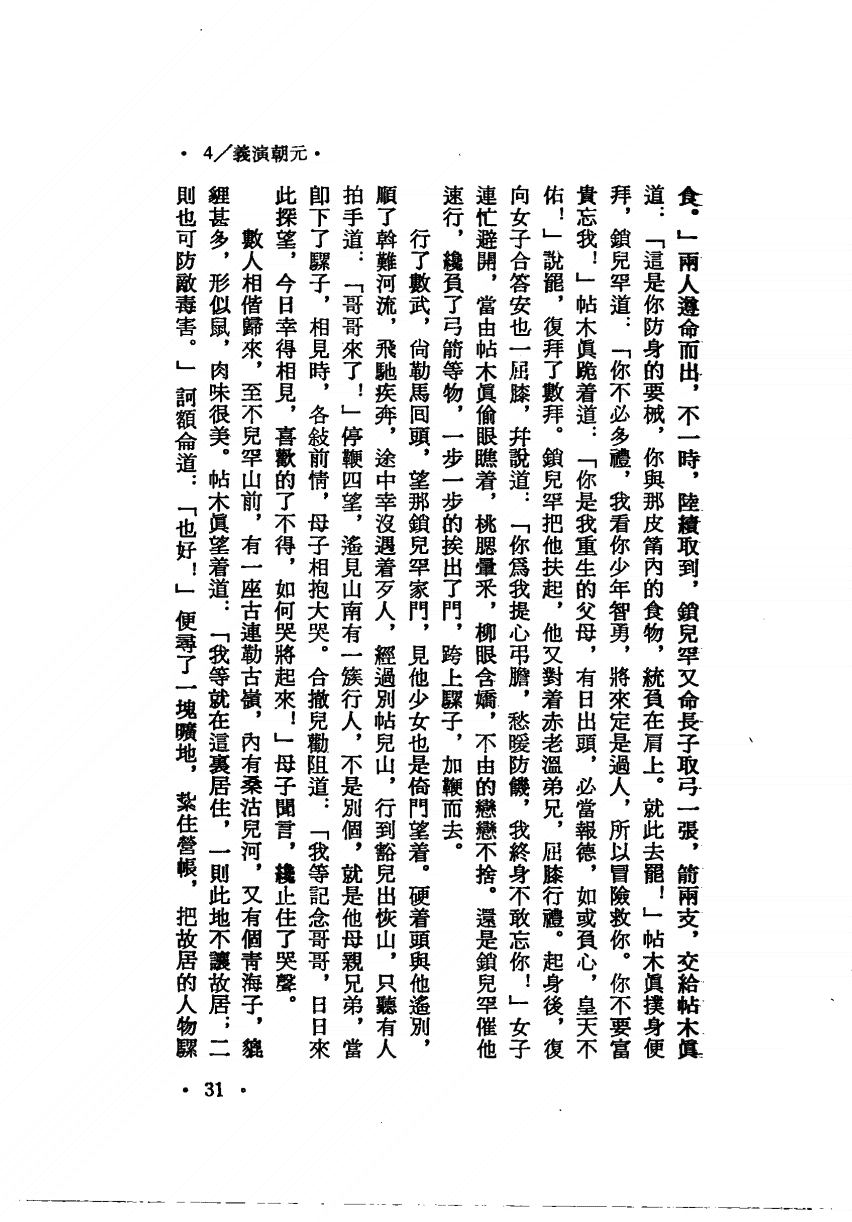 ・4／義演朝元・
食。」兩人遵命而出，不一時，陸續取到，鎖兒罕又命長子取弓一張，箭兩支，交給帖木眞
道：「這是你防身的要械，你與那皮筩內的食物，統負在肩上。就此去罷！」帖木眞撲身便
拜，鎖兒罕道：「你不必多禮，我看你少年智勇，將來定是過人，所以冒險救你。你不要富
貴忘我！」帖木眞跪着道：「你是我重生的父母，有日出頭，必當報德，如或負心，皇天不
佑！」說罷，復拜了數拜。鎖兒罕把他扶起，他又對着赤老溫弟兄，屈膝行禮。起身後，復
向女子合答安也一屈膝，幷說道：「你爲我提心弔膽，愁暖防饑，我終身不敢忘你！」女子
連忙避開，當由帖木眞偷眼瞧着，桃腮暈釆，柳眼含嬌，不由的戀戀不捨。還是鎖兒罕催他
速行，纔負了弓箭等物，一步一步的挨出了門，跨上騾子，加鞭而去。
行了數武，尙勒馬回頭，望那鎖兒罕家門，見他少女也是倚門望着。硬着頭與他遙別，
順了斡難河流，飛馳疾奔，途中幸沒遇着歹人，經過別帖兒山，行到豁兒出恢山，只聽有人
拍手道：「哥哥來了！」停鞭四望，遙見山南有一簇行人，不是別個，就是他母親兄弟，當
卽下了騾子，相見時，各敍前情，母子相抱大哭。合撒兒勸阻道：「我等記念哥哥，日日來
此探望，今日幸得相見，喜歡的了不得，如何哭將起來！」母子聞言，纔止住了哭聲。
數人相偕歸來，至不兒罕山前，有一座古連勒古嶺，內有桑沽兒河，又有個靑海子，貔
貍甚多，形似鼠，肉味很美。帖木眞望着道：「我等就在這裏居住，一則此地不讓故居；二
則也可防敵毒害。」訶額侖道：「也好！」便尋了一塊曠地，紮住營帳，把故居的人物騾
・31・